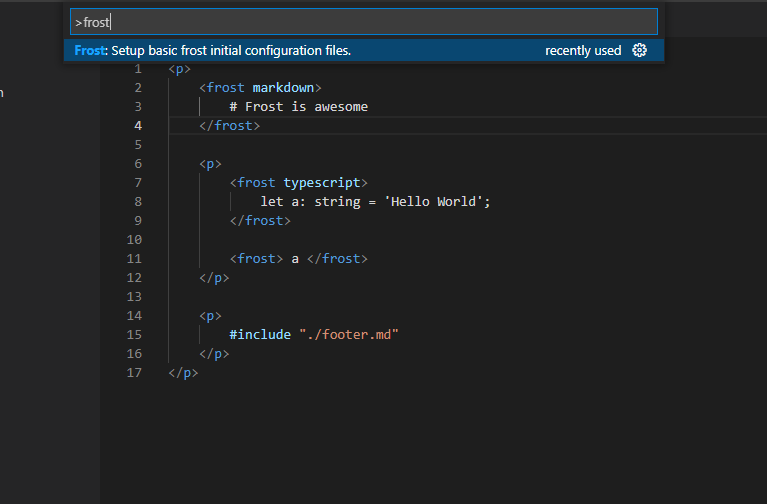 >frost
Frost: Setup basic frost initial configuration files. recently used
1 <p>
2 <frost markdown>
3 # Frost is awesome
4 </frost>
5
6 <p>
7 <frost typescript>
8 let a: string = 'Hello World';
9 </frost>
10
11 <frost> a </frost>
12 </p>
13
14 <p>
15 #include "./footer.md"
16 </p>
17 </p>